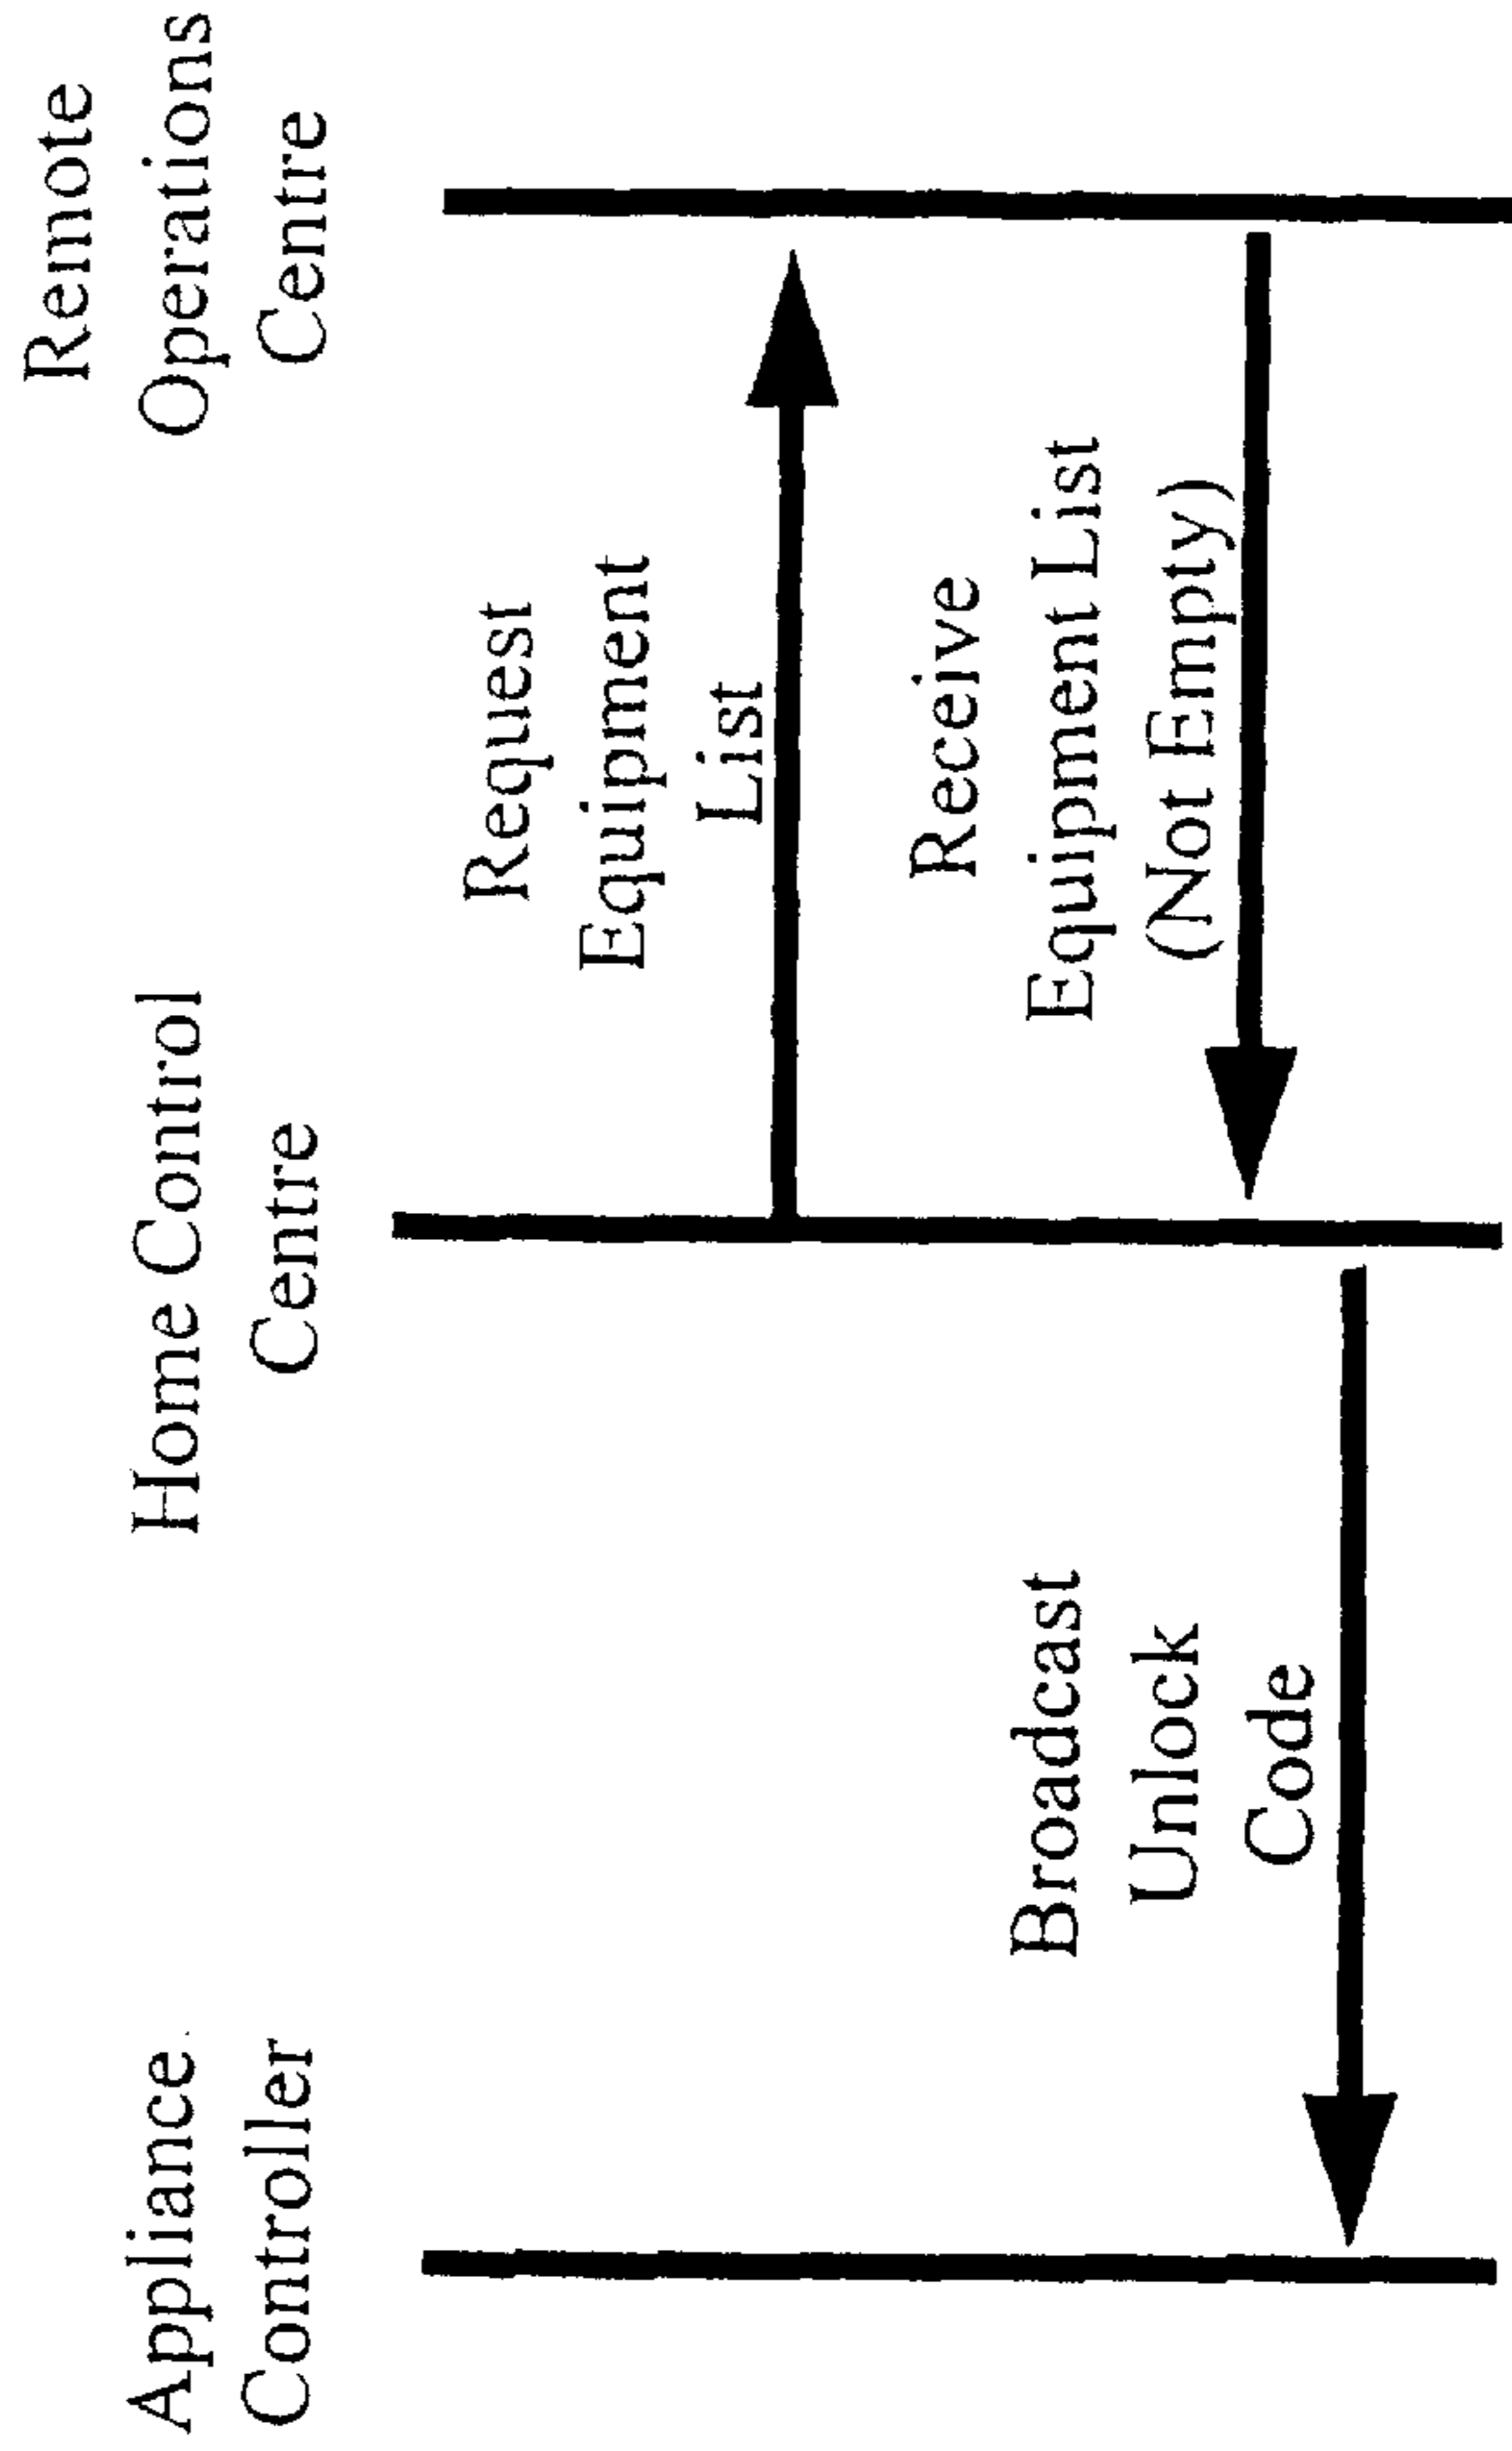 Appliance
Controller
Home Control
Centre
Remote
Operations
Centre
Request
Equipment
List
Receive
Equipment List
(Not Empty)
Broadcast
Unlock
Code